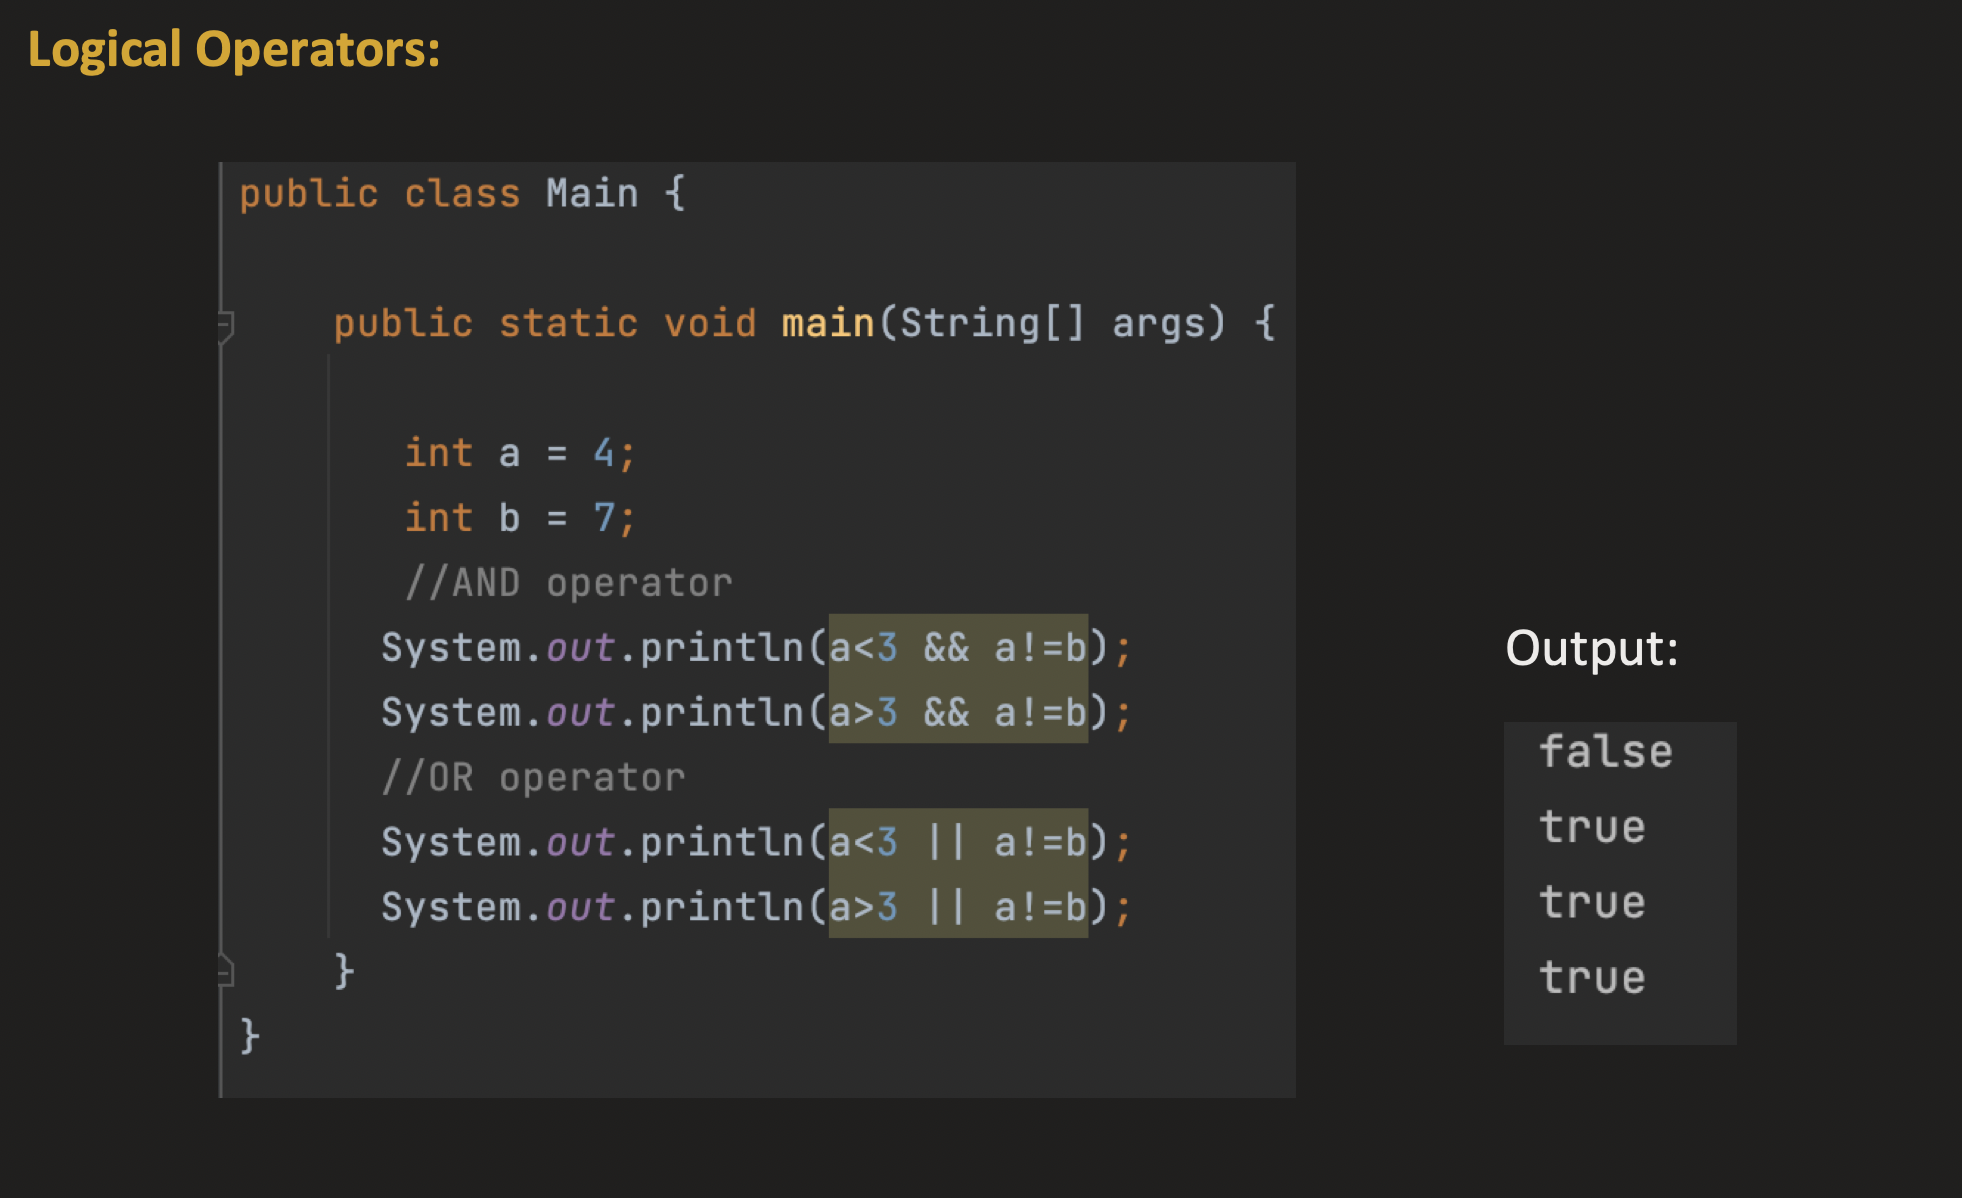 Logical Operators:
public class Main {
public static void main(String[] args) {
int a = 4;
int b = 7;
//AND operator
System.out.println(a<3 && a!=b);
System.out.println(a>3 && a!=b);
//OR operator
System.out.println(a<3 || a!=b);
System.out.println(a>3 || a!=b);
}
}
Output:
false
true
true
true